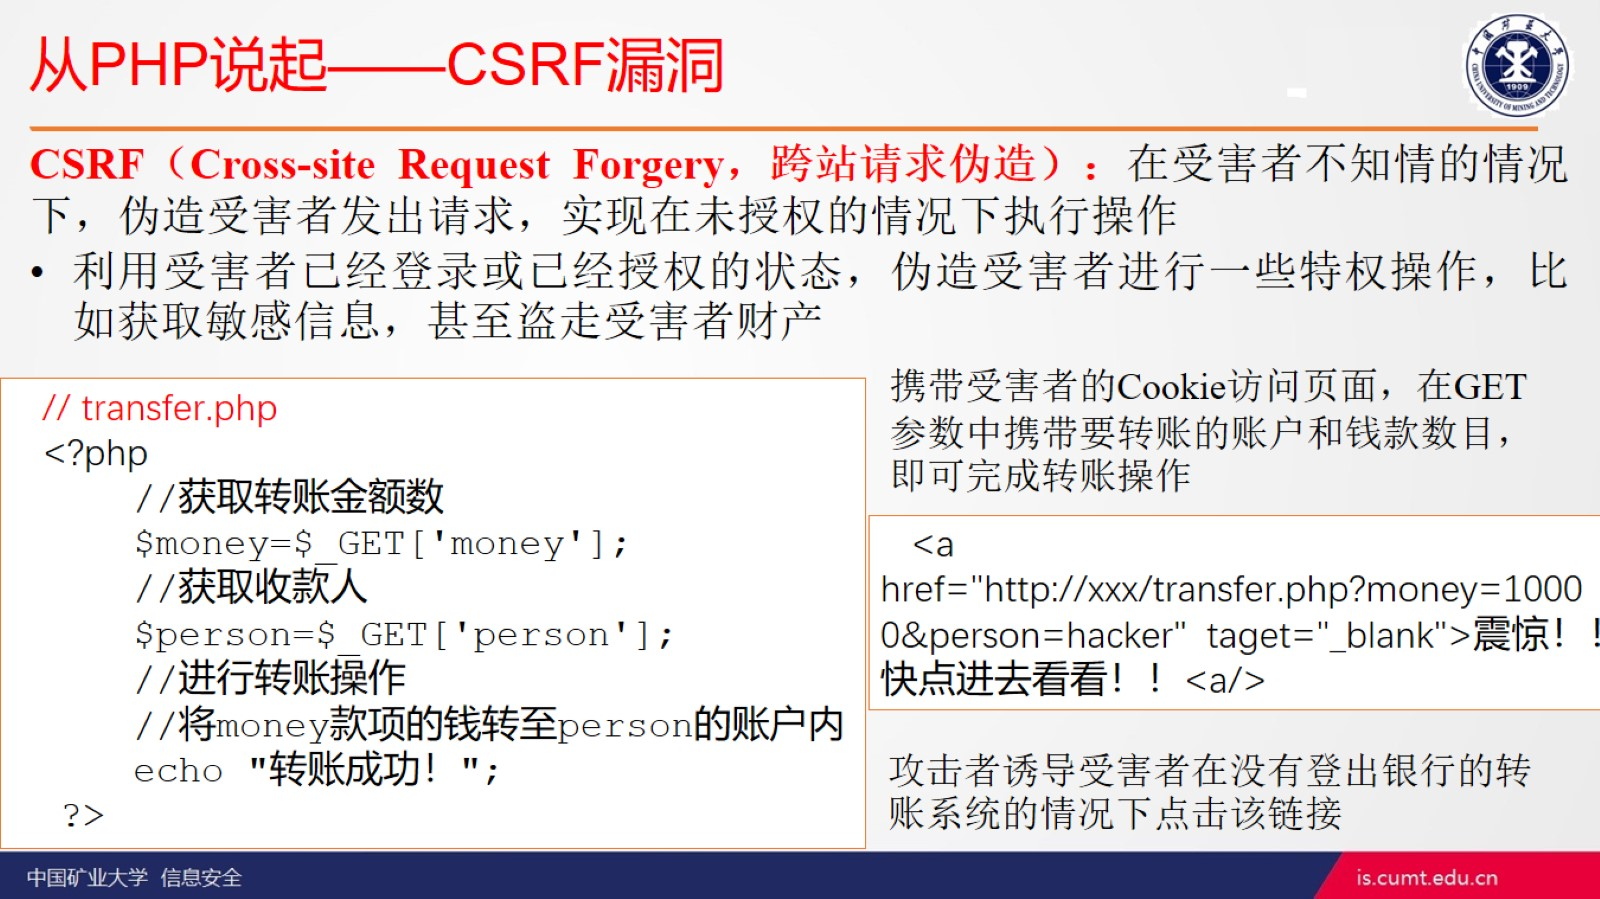 从PHP说起——CSRF漏洞
中国矿业大学
CHINA UNIVERSITY OF MINING AND TECHNOLOGY
1909
CSRF（Cross-site Request Forgery，跨站请求伪造）：在受害者不知情的情况
下，伪造受害者发出请求，实现在未授权的情况下执行操作
• 利用受害者已经登录或已经授权的状态，伪造受害者进行一些特权操作，比
如获取敏感信息，甚至盗走受害者财产
// transfer.php
<?php
//获取转账金额数
$money=$_GET['money'];
//获取收款人
$person=$_GET['person'];
//进行转账操作
//将money款项的钱转至person的账户内
echo "转账成功！";
?>
携带受害者的Cookie访问页面，在GET
参数中携带要转账的账户和钱款数目，
即可完成转账操作
<a
href="http://xxx/transfer.php?money=1000
0&person=hacker" taget="_blank">震惊！！
快点进去看看！！<a/>
攻击者诱导受害者在没有登出银行的转
账系统的情况下点击该链接
中国矿业大学 信息安全
is.cumt.edu.cn